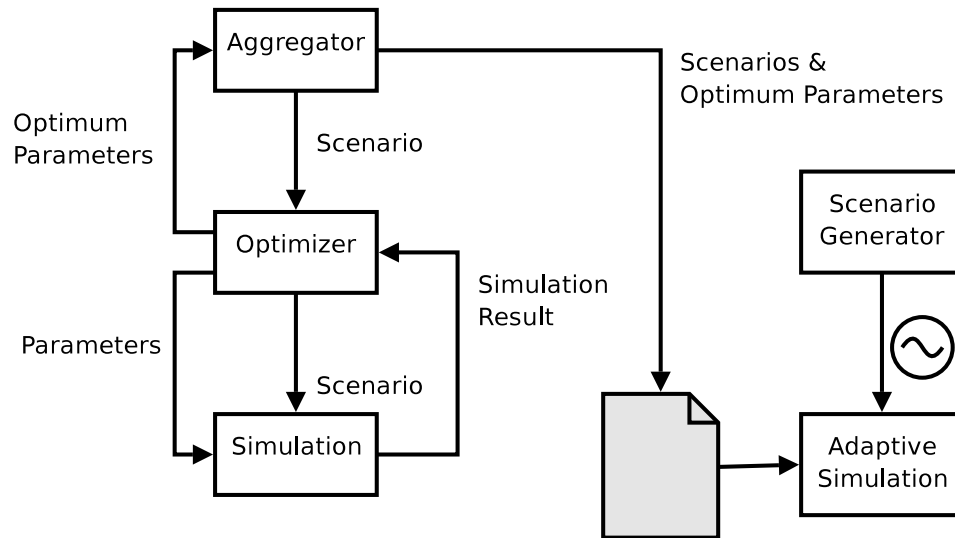 Aggregator
Scenarios &
Optimum Parameters
Optimum
Parameters
Scenario
Scenario
Generator
Optimizer
Simulation
Result
Parameters
Scenario
Simulation
Adaptive
Simulation